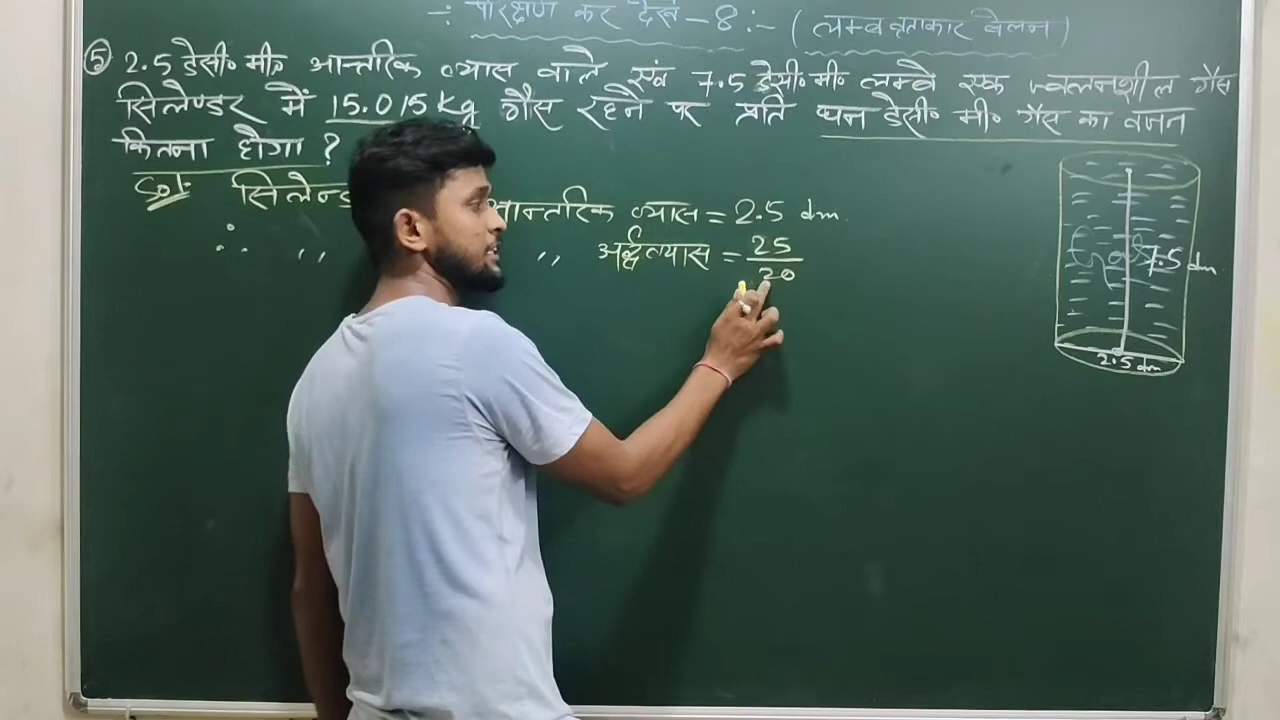 -: परिक्षण कर देखें - 8 :- (लम्ब वृताकार बेलन)
⑤ 2.5 डेसी॰ मी॰ आन्तरिक व्यास वाले एवं 7.5 डेसी॰ मी॰ लम्बे एक ज्वलनशील गैस
सिलेण्डर में 15.015 kg गैस रहने पर प्रति घन डेसी॰ मी॰ गैस का वजन
कितना होगा ?
Sol: सिलेन्ड आन्तरिक व्यास = 2.5 dm.
∴ ,, ,, अर्द्धव्यास = 25/20
7.5 dm
2.5 dm